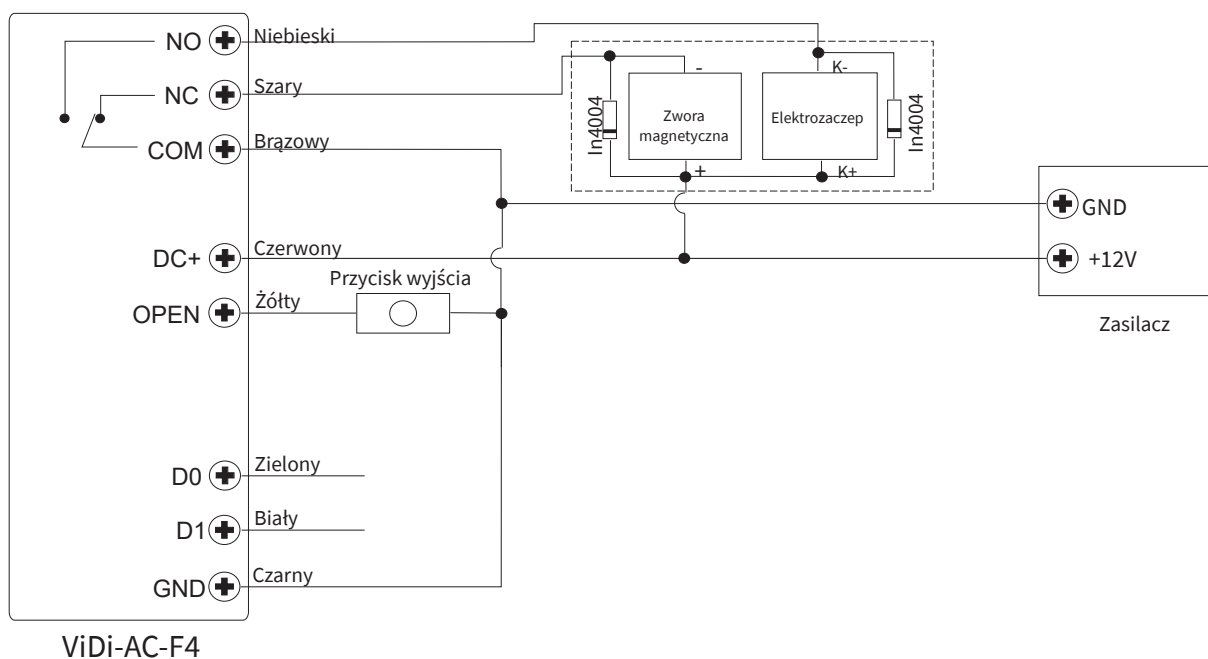 NO
Niebieski
NC
Szary
COM
Brązowy
-
K-
In4004
Zwora
magnetyczna
Elektrozaczep
In4004
+
K+
GND
DC+
Czerwony
+12V
Przycisk wyjścia
OPEN
Żółty
Zasilacz
D0
Zielony
D1
Biały
GND
Czarny
ViDi-AC-F4